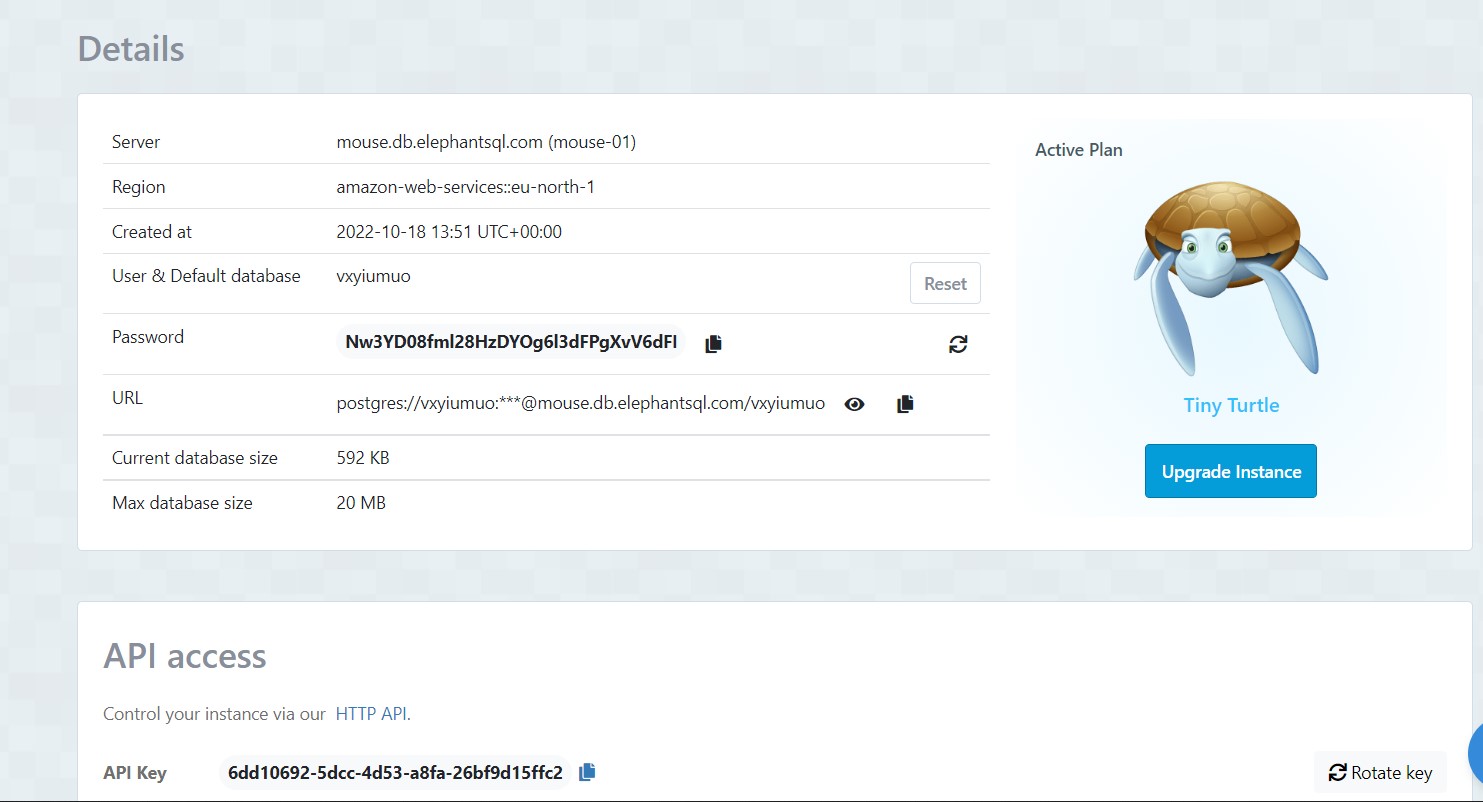 Details
Server mouse.db.elephantsql.com (mouse-01)
Active Plan
Region amazon-web-services::eu-north-1
Created at 2022-10-18 13:51 UTC+00:00
User & Default database vxyiumuo Reset
Password Nw3YD08fml28HzDYOg6l3dFPgXvV6dFI
URL postgres://vxyiumuo:***@mouse.db.elephantsql.com/vxyiumuo
Tiny Turtle
Current database size 592 KB
Upgrade Instance
Max database size 20 MB
API access
Control your instance via our HTTP API.
API Key 6dd10692-5dcc-4d53-a8fa-26bf9d15ffc2 Rotate key